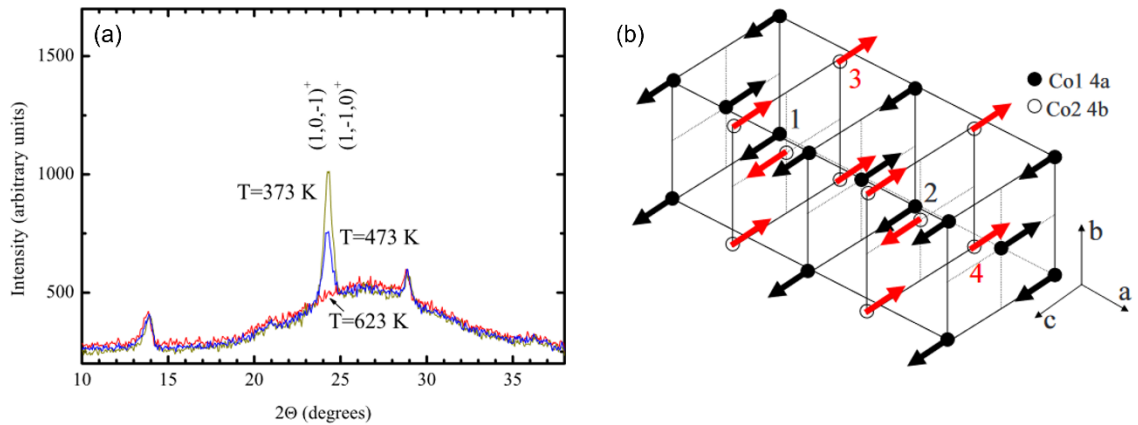 (a)
1500
1000
500
Intensity (arbitrary units)
(1,0,-1)⁺
(1,-1,0)⁺
T=373 K
T=473 K
T=623 K
10 15 20 25 30 35
2Θ (degrees)
(b)
Co1 4a
Co2 4b
3
1
2
4
b
a
c